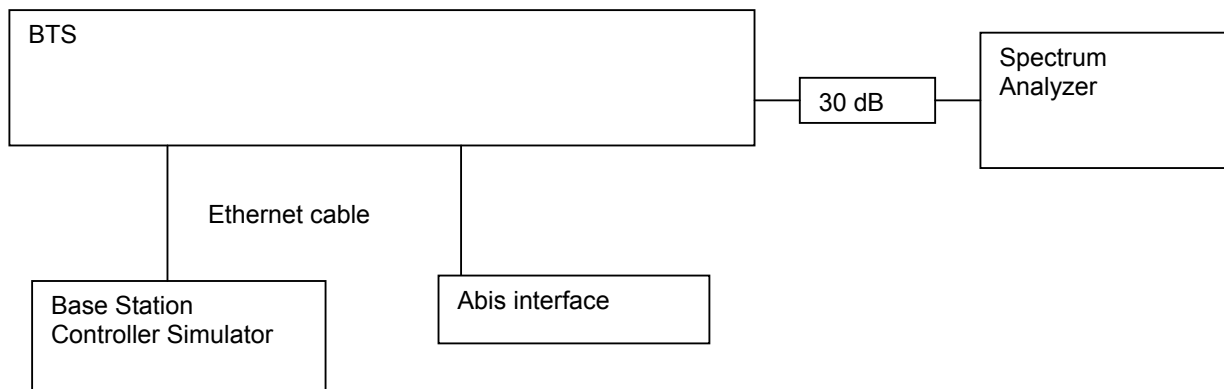 BTS
30 dB
Spectrum
Analyzer
Ethernet cable
Base Station
Controller Simulator
Abis interface